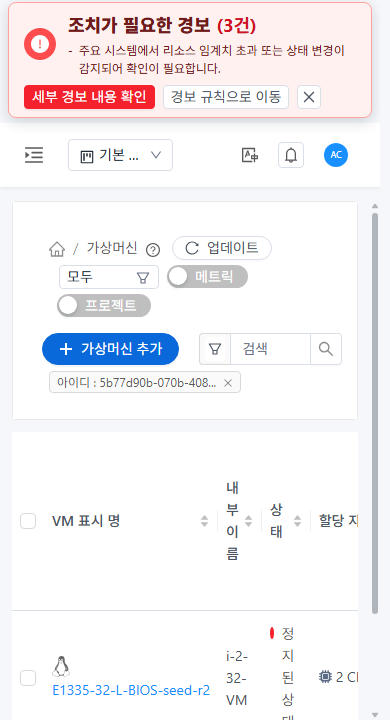 조치가 필요한 경보 (3건)
- 주요 시스템에서 리소스 임계치 초과 또는 상태 변경이
감지되어 확인이 필요합니다.
세부 경보 내용 확인 경보 규칙으로 이동
기본 ...
AC
/ 가상머신 업데이트
모두 메트릭
프로젝트
가상머신 추가 검색
아이디 : 5b77d90b-070b-408...
VM 표시 명 내부이름 상태 할당 자
E1335-32-L-BIOS-seed-r2 i-2-32-VM 정지된 상태 2 C